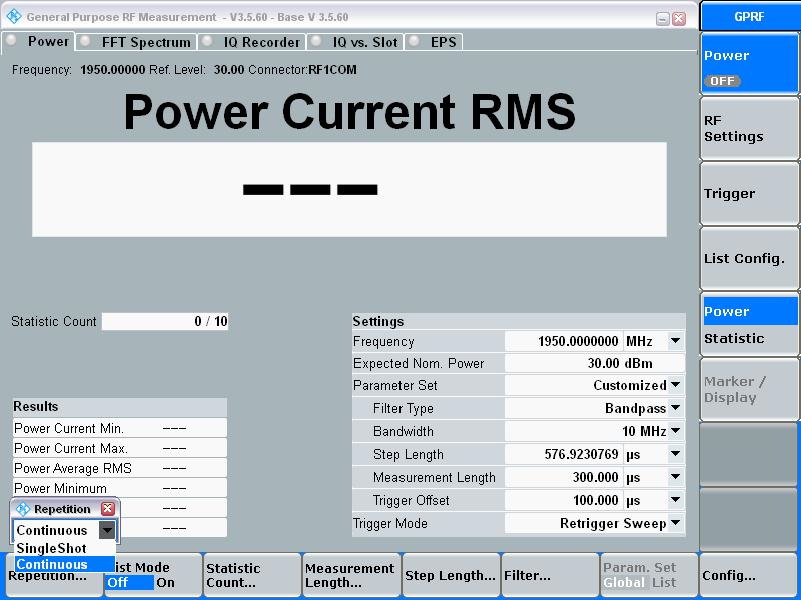 General Purpose RF Measurement - V3.5.60 - Base V 3.5.60
GPRF
Power FFT Spectrum IQ Recorder IQ vs. Slot EPS
Power
OFF
Frequency: 1950.00000 Ref. Level: 30.00 Connector:RF1COM
Power Current RMS
---
RF
Settings
Trigger
List Config.
Power
Statistic
Marker /
Display
Statistic Count 0 / 10
Settings
Frequency 1950.0000000 MHz
Expected Nom. Power 30.00 dBm
Parameter Set Customized
Filter Type Bandpass
Bandwidth 10 MHz
Step Length 576.9230769 µs
Measurement Length 300.000 µs
Trigger Offset 100.000 µs
Trigger Mode Retrigger Sweep
Results
Power Current Min. ---
Power Current Max. ---
Power Average RMS ---
Power Minimum ---
---
---
Repetition
Continuous
SingleShot
Continuous
Repetition...
Mode
Off On
Statistic
Count...
Measurement
Length...
Step Length...
Filter...
Param. Set
Global List
Config...